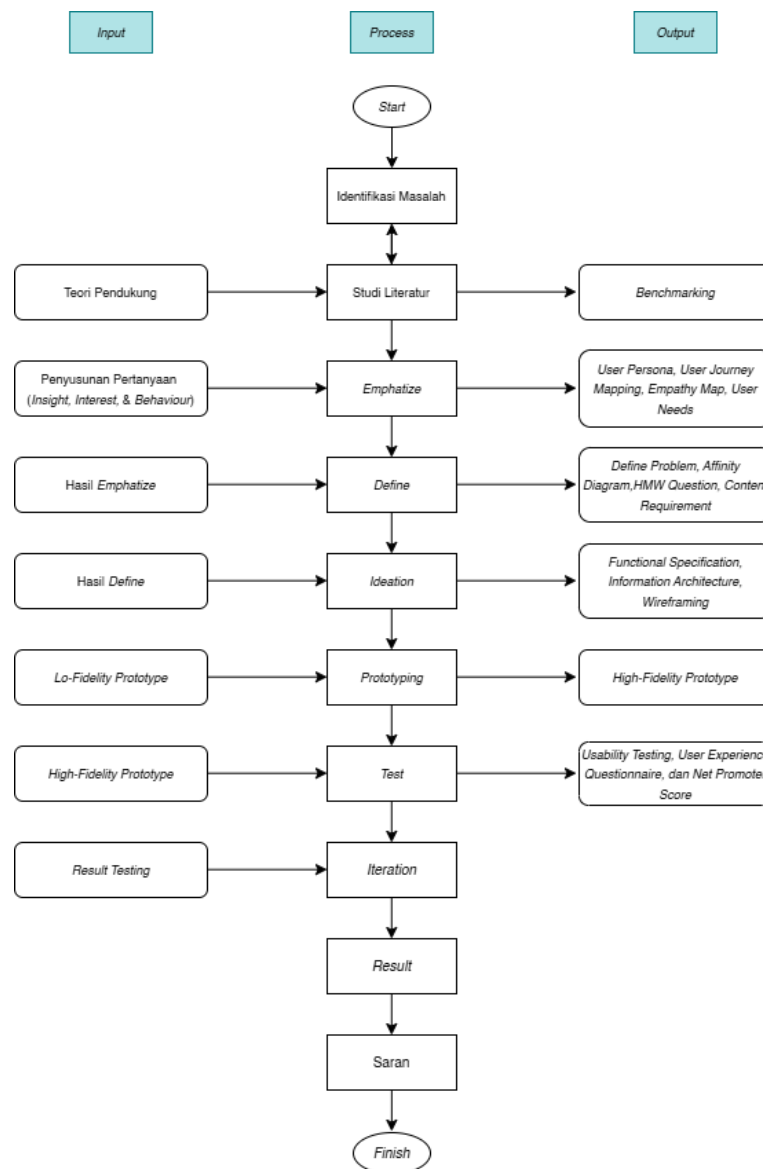 Input
Process
Output
Start
Identifikasi Masalah
Teori Pendukung
Studi Literatur
Benchmarking
Penyusunan Pertanyaan
(Insight, Interest, & Behaviour)
Emphatize
User Persona, User Journey
Mapping, Empathy Map, User
Needs
Hasil Emphatize
Define
Define Problem, Affinity
Diagram,HMW Question, Conten
Requirement
Hasil Define
Ideation
Functional Specification,
Information Architecture,
Wireframing
Lo-Fidelity Prototype
Prototyping
High-Fidelity Prototype
High-Fidelity Prototype
Test
Usability Testing, User Experienc
Questionnaire, dan Net Promote
Score
Result Testing
Iteration
Result
Saran
Finish